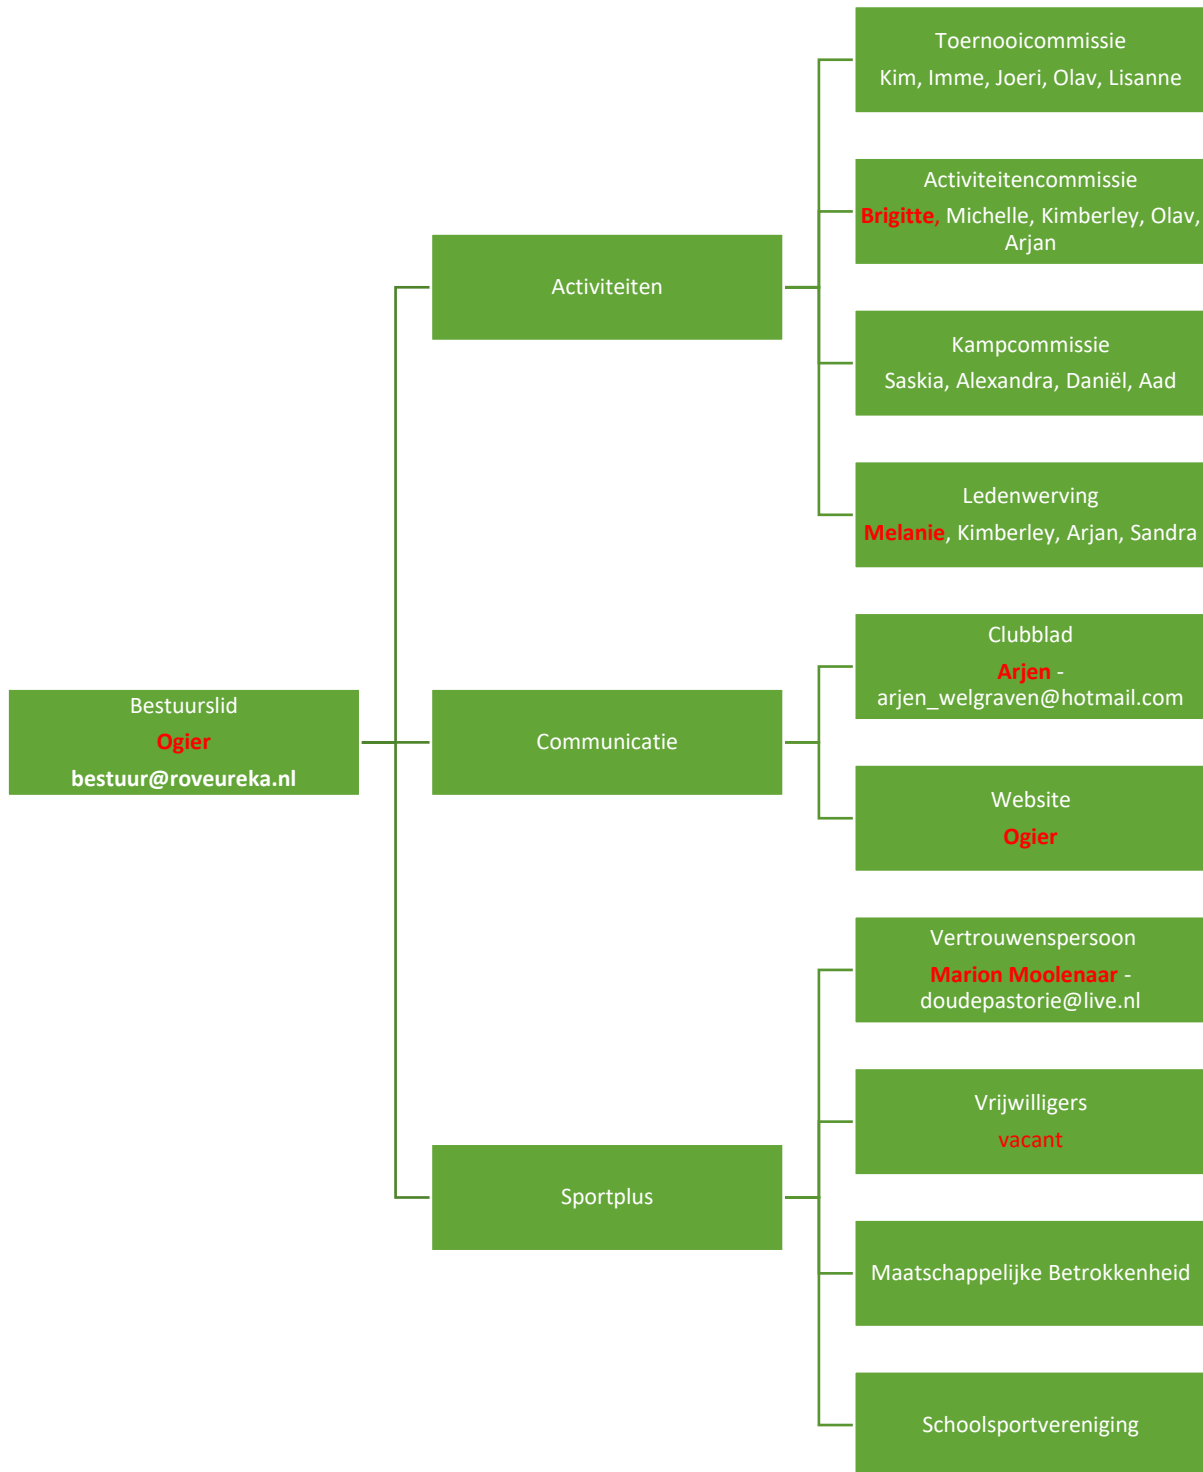 Toernooicommissie
Kim, Imme, Joeri, Olav, Lisanne
Activiteitencommissie
Brigitte, Michelle, Kimberley, Olav,
Arjan
Activiteiten
Kampcommissie
Saskia, Alexandra, Daniël, Aad
Ledenwerving
Melanie, Kimberley, Arjan, Sandra
Clubblad
Arjen -
arjen_welgraven@hotmail.com
Bestuurslid
Ogier
bestuur@roveureka.nl
Communicatie
Website
Ogier
Vertrouwenspersoon
Marion Moolenaar -
doudepastorie@live.nl
Vrijwilligers
vacant
Sportplus
Maatschappelijke Betrokkenheid
Schoolsportvereniging